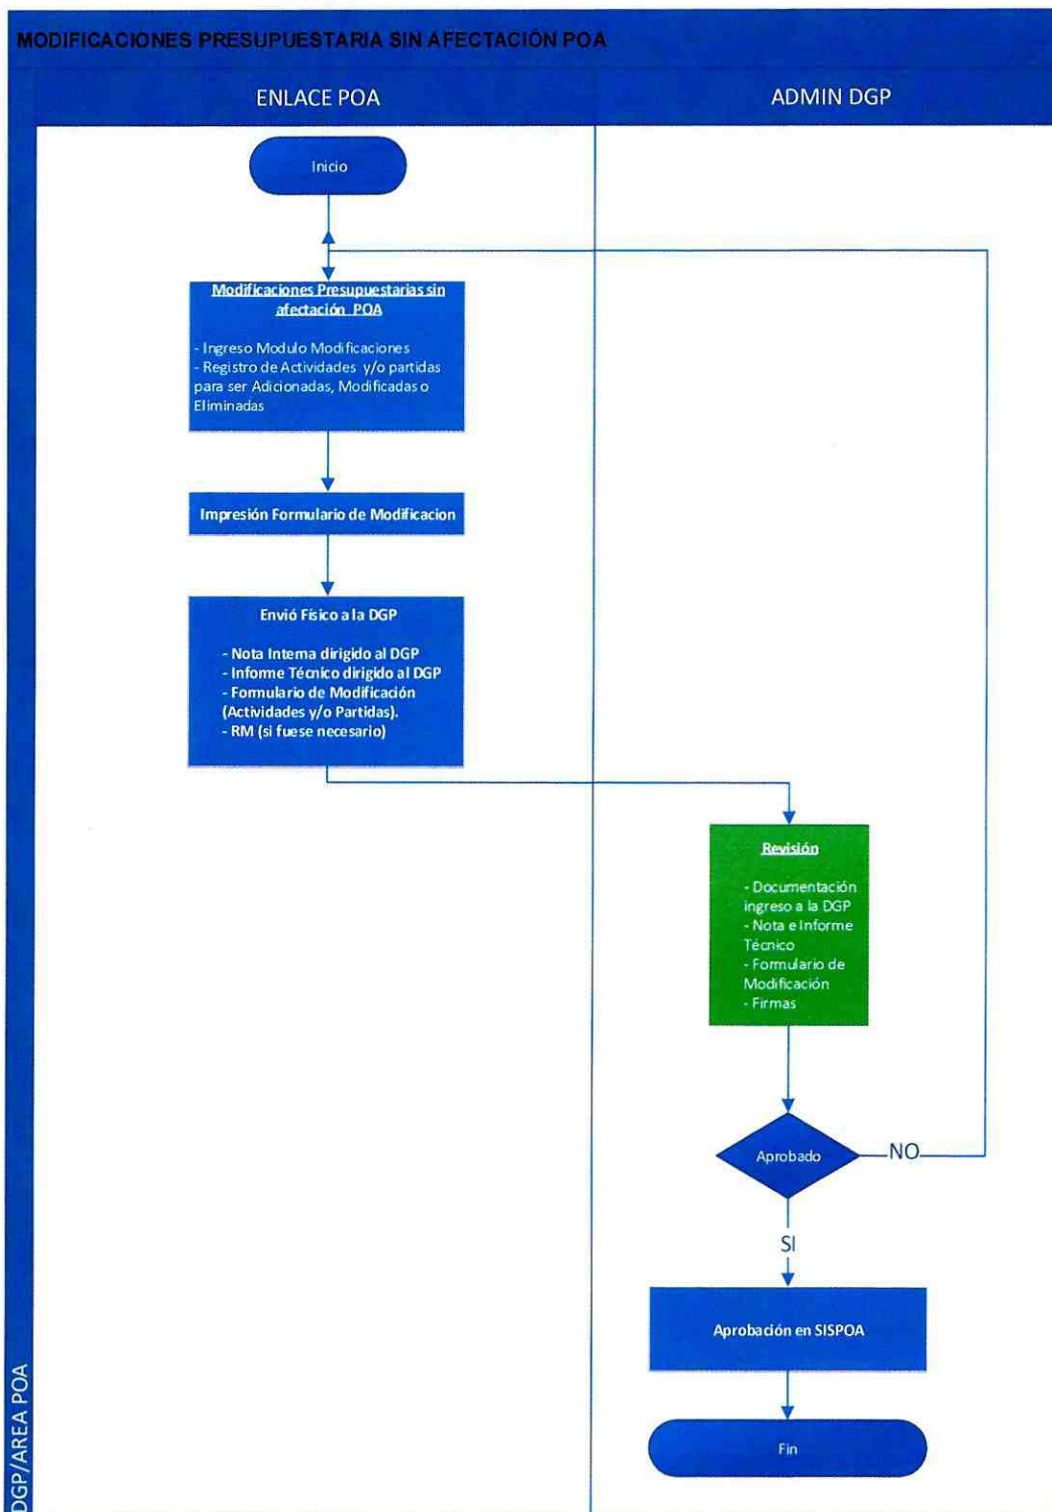 MODIFICACIONES PRESUPUESTARIA SIN AFECTACIÓN POA
ENLACE POA
ADMIN DGP
Inicio
Modificaciones Presupuestarias sin
afectación POA
- Ingreso Modulo Modificaciones
- Registro de Actividades y/o partidas
para ser Adicionadas, Modificadas o
Eliminadas
Impresión Formulario de Modificacion
Envió Físico a la DGP
- Nota Interna dirigido al DGP
- Informe Técnico dirigido al DGP
- Formulario de Modificación
(Actividades y/o Partidas).
- RM (si fuese necesario)
Revisión
- Documentación
ingreso a la DGP
- Nota e Informe
Técnico
- Formulario de
Modificación
- Firmas
Aprobado
NO
SI
Aprobación en SISPOA
Fin
DGP/AREA POA